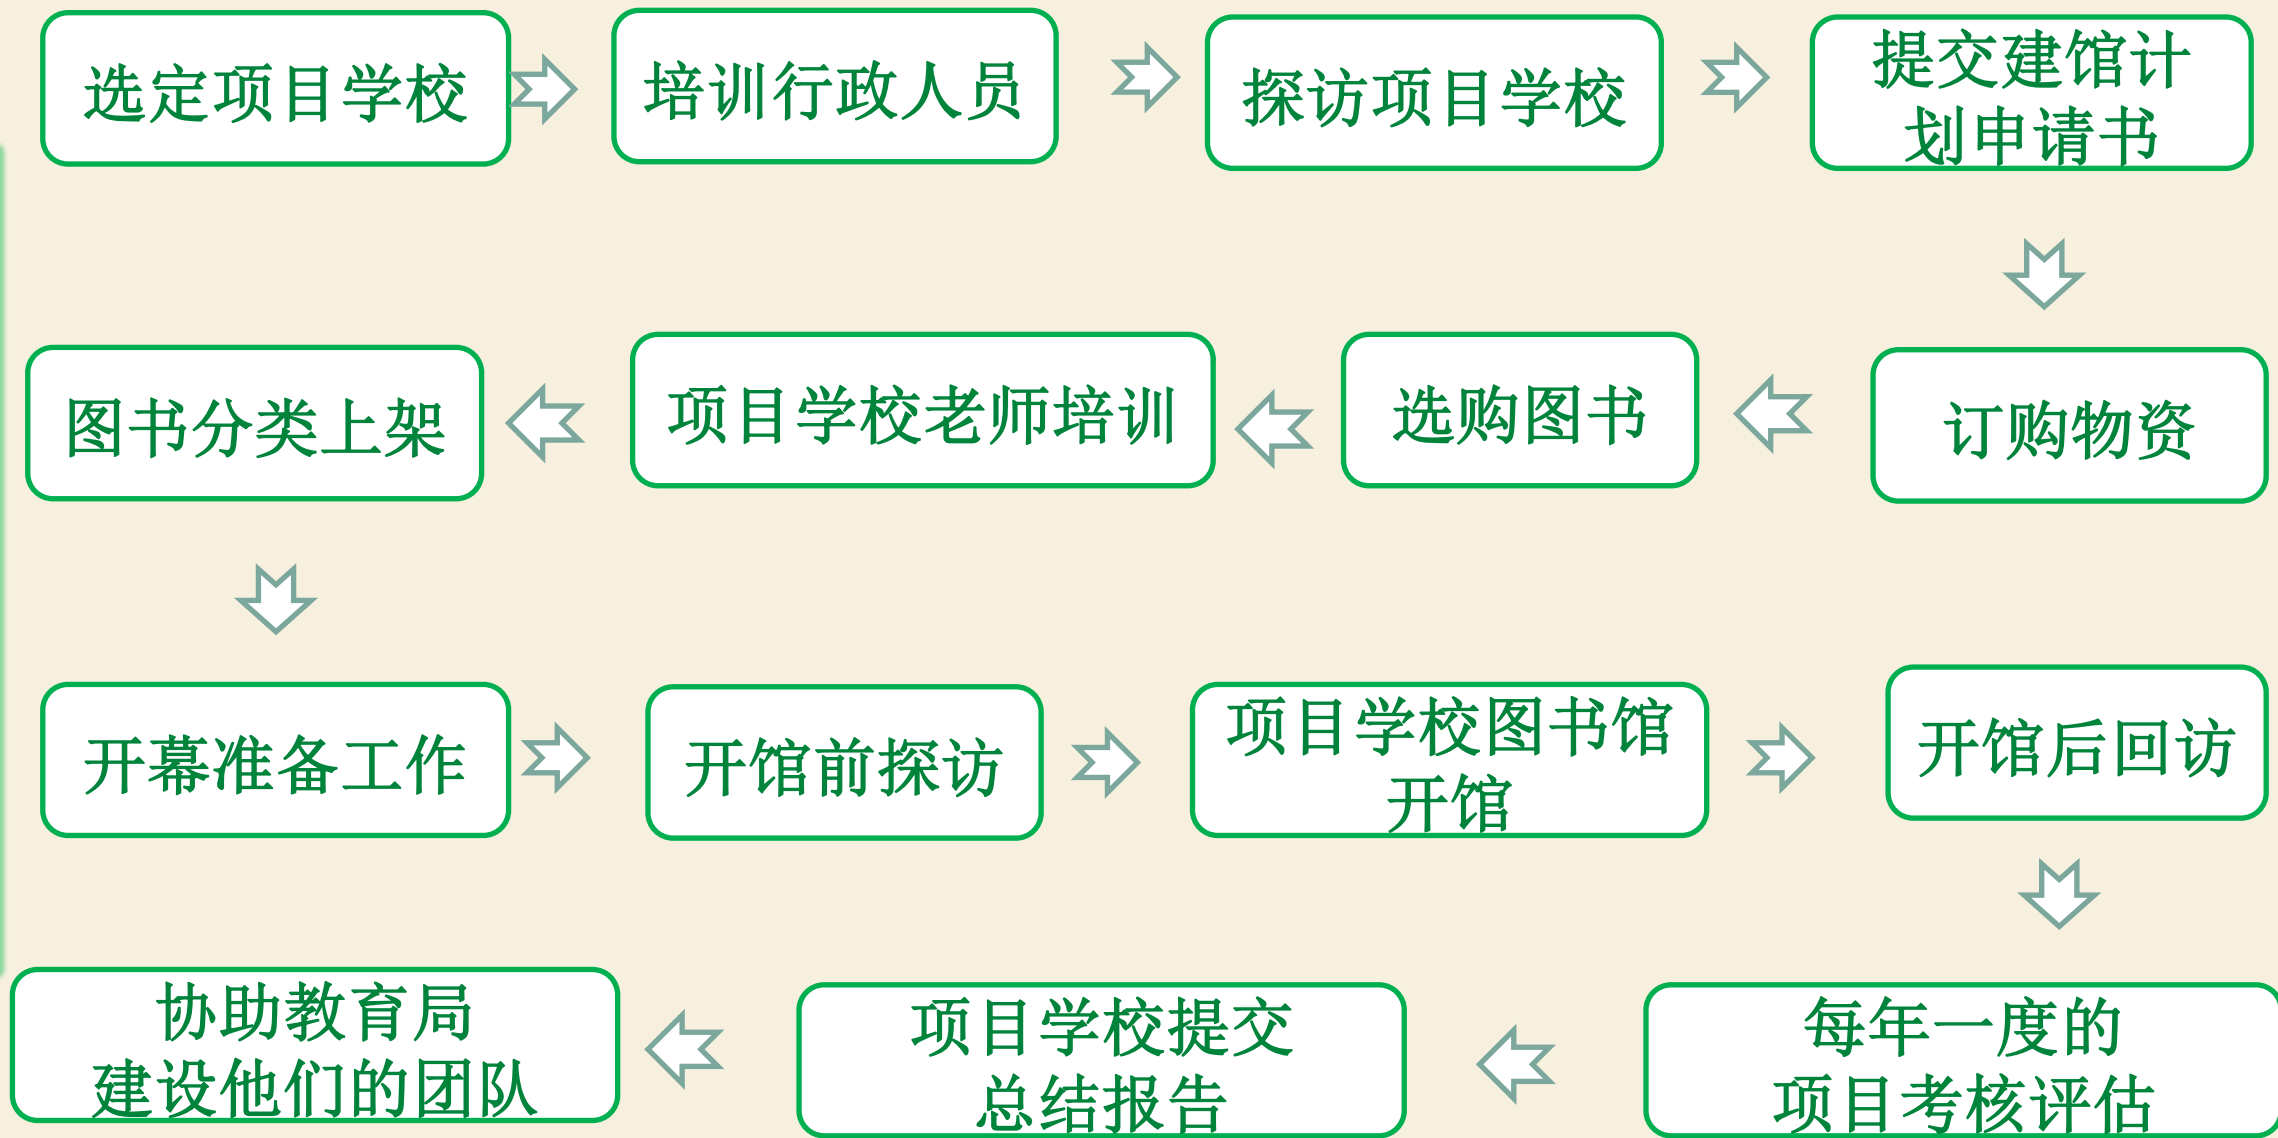 选定项目学校
培训行政人员
探访项目学校
提交建馆计
划申请书
订购物资
选购图书
项目学校老师培训
图书分类上架
开幕准备工作
开馆前探访
项目学校图书馆
开馆
开馆后回访
每年一度的
项目考核评估
项目学校提交
总结报告
协助教育局
建设他们的团队